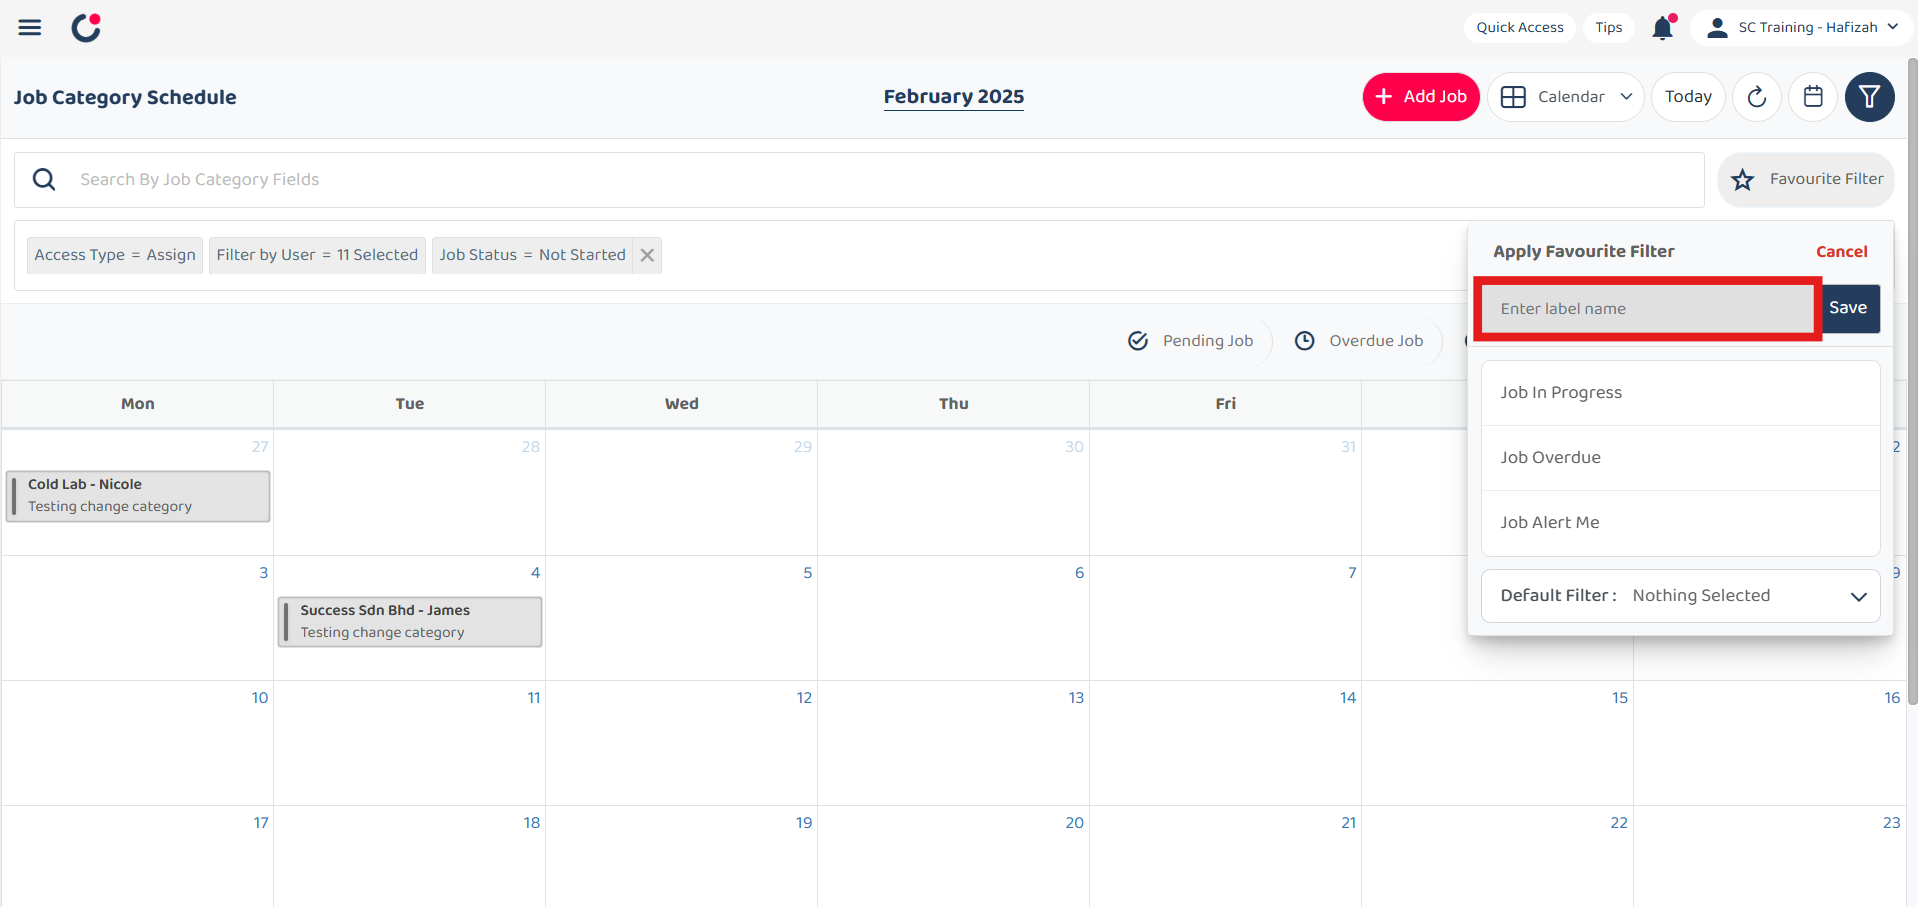 Quick Access
Tips
SC Training - Hafizah
Job Category Schedule
February 2025
+ Add Job
Calendar
Today
Search By Job Category Fields
Favourite Filter
Access Type = Assign
Filter by User = 11 Selected
Job Status = Not Started
Apply Favourite Filter
Cancel
Enter label name
Save
Pending Job
Overdue Job
Job In Progress
Job Overdue
Job Alert Me
Default Filter : Nothing Selected
Mon Tue Wed Thu Fri
27 28 29 30 31 2
Cold Lab - Nicole
Testing change category
3 4 5 6 7 9
Success Sdn Bhd - James
Testing change category
10 11 12 13 14 15 16
17 18 19 20 21 22 23